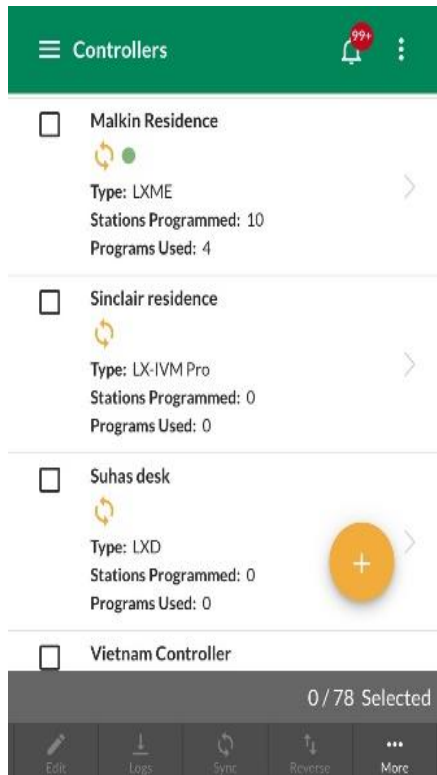 Controllers
99+
Malkin Residence
Type: LXME
Stations Programmed: 10
Programs Used: 4
Sinclair residence
Type: LX-IVM Pro
Stations Programmed: 0
Programs Used: 0
Suhas desk
Type: LXD
Stations Programmed: 0
Programs Used: 0
Vietnam Controller
0 / 78 Selected
Edit Logs Sync Reverse More